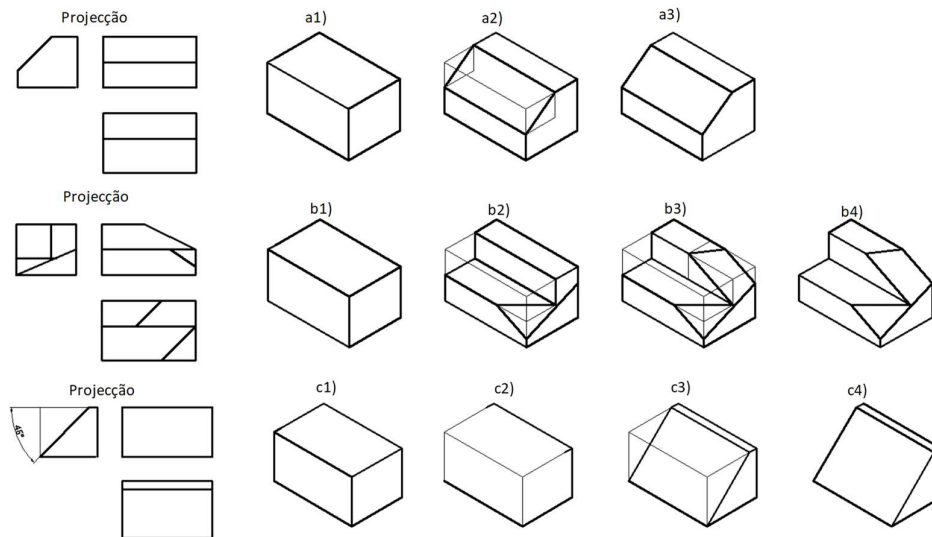 Projecção
a1)
a2)
a3)
Projecção
b1)
b2)
b3)
b4)
Projecção
c1)
c2)
c3)
c4)
45°